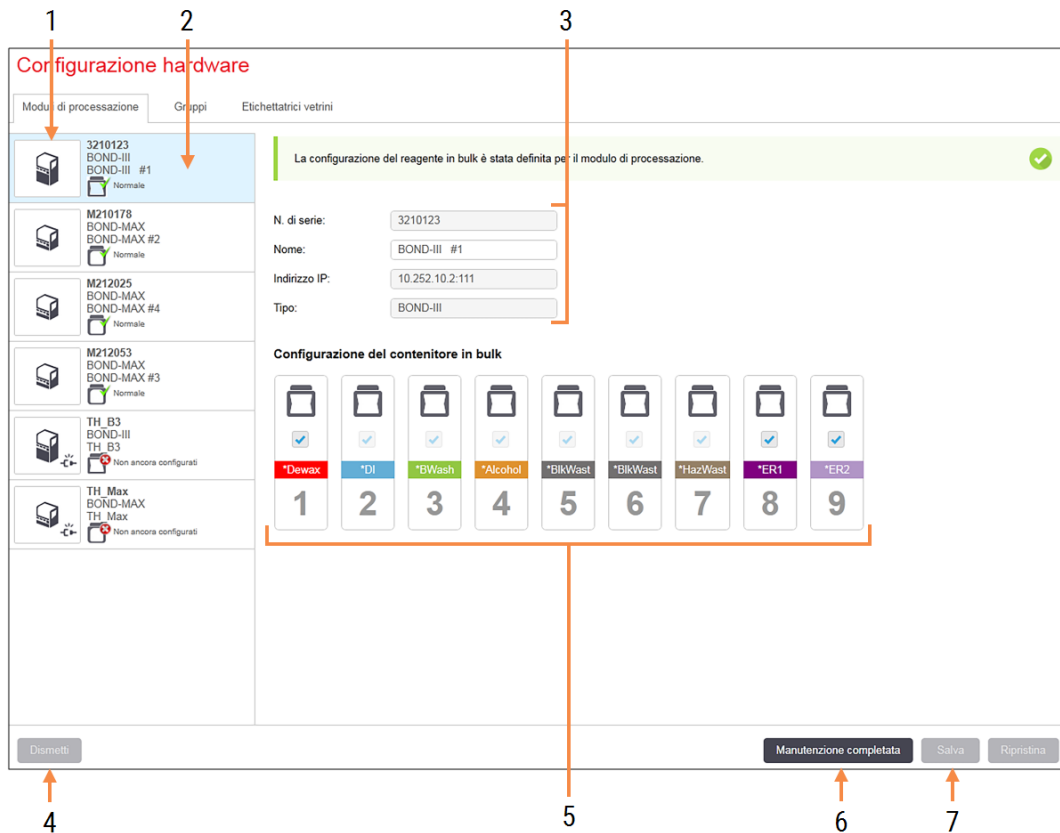 1 2 3
Configurazione hardware
Moduli di processazione Gruppi Etichettatrici vetrini
3210123
BOND-III
BOND-III #1
Normale
M210178
BOND-MAX
BOND-MAX #2
Normale
M212025
BOND-MAX
BOND-MAX #4
Normale
M212053
BOND-MAX
BOND-MAX #3
Normale
TH_B3
BOND-III
TH_B3
Non ancora configurati
TH_Max
BOND-MAX
TH_Max
Non ancora configurati
La configurazione del reagente in bulk è stata definita per il modulo di processazione.
N. di serie: 3210123
Nome: BOND-III #1
Indirizzo IP: 10.252.10.2:111
Tipo: BOND-III
Configurazione del contenitore in bulk
*Dewax *DI *BWash *Alcohol *BlkWast *BlkWast *HazWast *ER1 *ER2
1 2 3 4 5 6 7 8 9
Dismetti Manutenzione completata Salva Ripristina
4 5 6 7